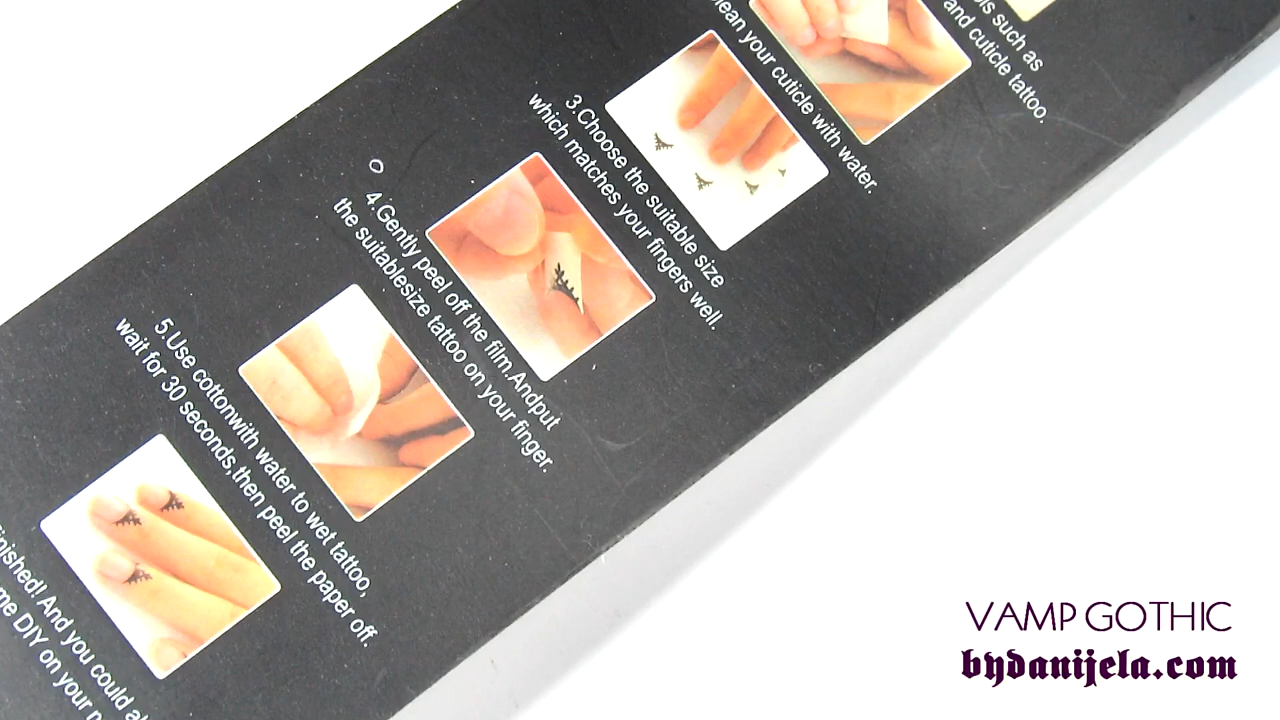 such as
and cuticle tattoo.
your cuticle with water.
3.Choose the suitable size
which matches your fingers well.
4.Gently peel off the film.Andput
the suitablesize tattoo on your finger.
5.Use cottonwith water to wet tattoo,
wait for 30 seconds,then peel the paper off.
And you could
DIY on your
VAMP GOTHIC
bydanijela.com